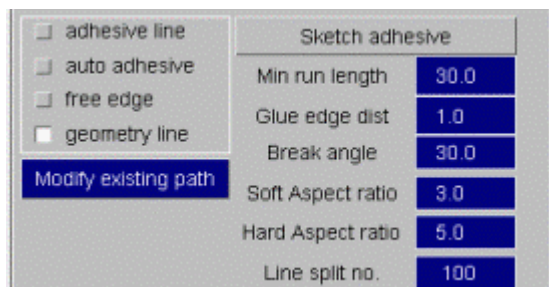 adhesive line
auto adhesive
free edge
geometry line
Modify existing path
Sketch adhesive
Min run length 30.0
Glue edge dist 1.0
Break angle 30.0
Soft Aspect ratio 3.0
Hard Aspect ratio 5.0
Line split no. 100